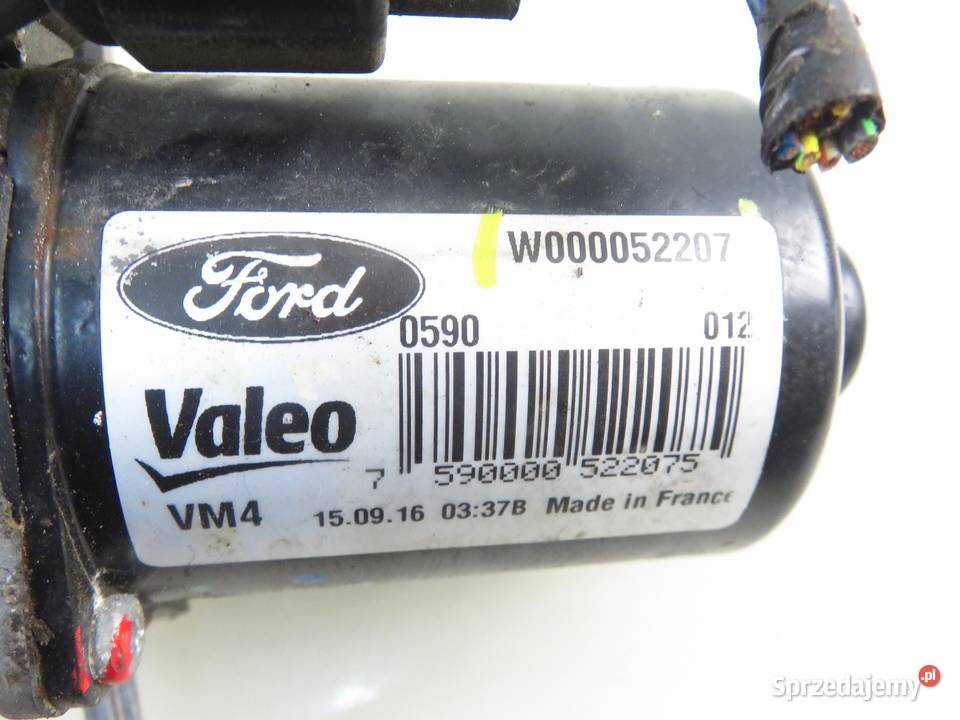 W000052207
Ford
0590 012
Valeo
7 590000 522075
VM4 15.09.16 03:37B Made in France
Sprzedajemy.pl